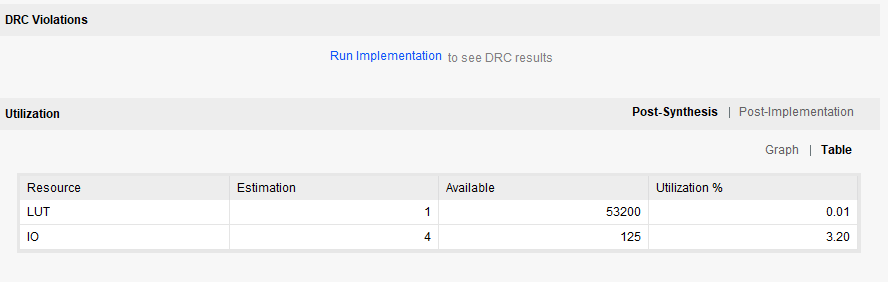 DRC Violations
Run Implementation to see DRC results
Utilization Post-Synthesis | Post-Implementation
Graph | Table
Resource Estimation Available Utilization %
LUT 1 53200 0.01
IO 4 125 3.20